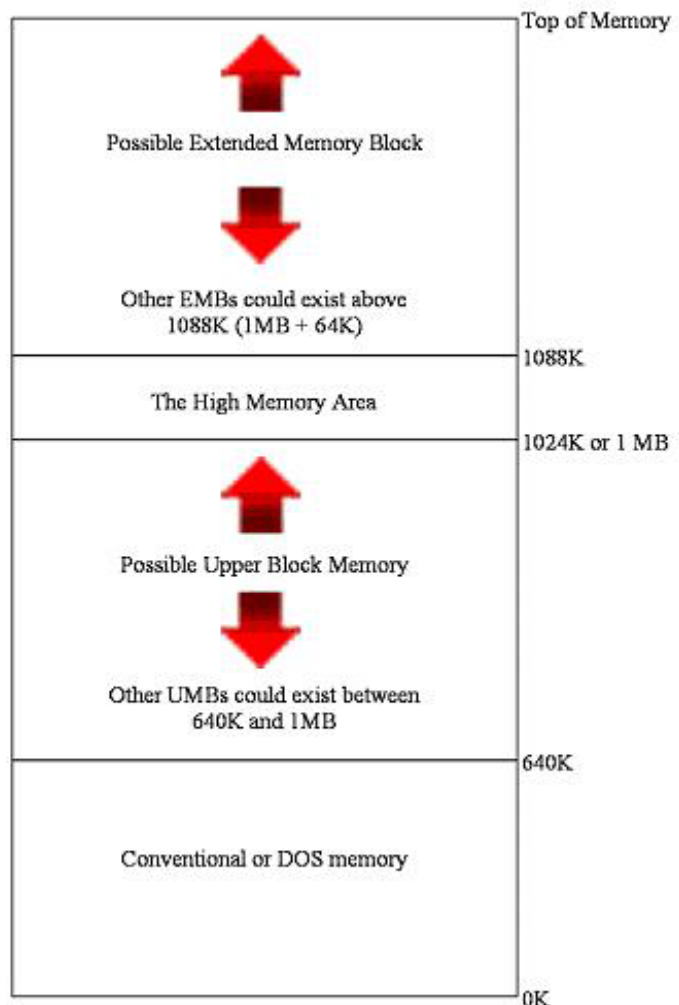 Top of Memory
Possible Extended Memory Block
Other EMBs could exist above
1088K (1MB + 64K)
1088K
The High Memory Area
1024K or 1 MB
Possible Upper Block Memory
Other UMBs could exist between
640K and 1MB
640K
Conventional or DOS memory
0K